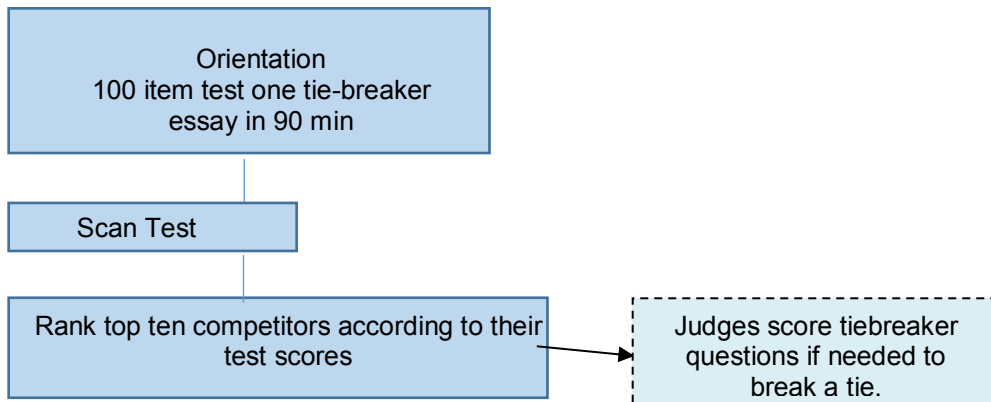 Orientation
100 item test one tie-breaker
essay in 90 min
Scan Test
Rank top ten competitors according to their
test scores
Judges score tiebreaker
questions if needed to
break a tie.